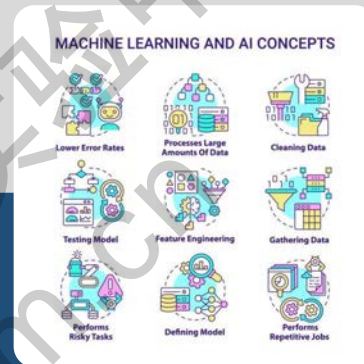 MACHINE LEARNING AND AI CONCEPTS
Lower Error Rates
Processes Large
Amounts Of Data
Cleaning Data
Testing Model
Feature Engineering
Gathering Data
Performs
Risky Tasks
Defining Model
Performs
Repetitive Jobs